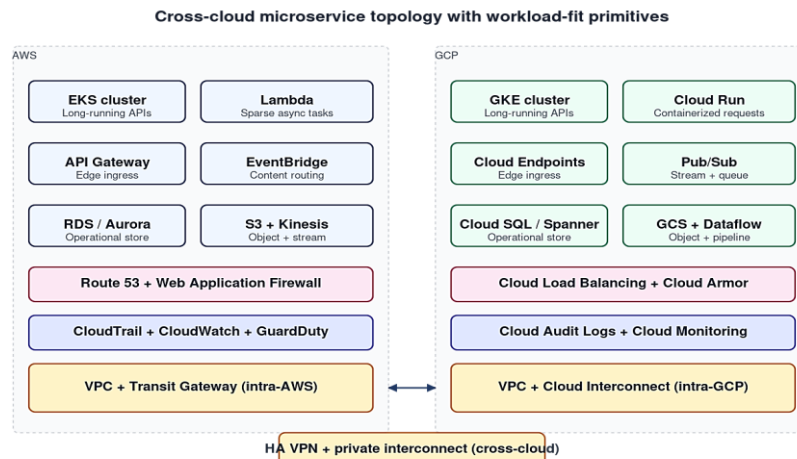 Cross-cloud microservice topology with workload-fit primitives
AWS
EKS cluster
Long-running APIs
Lambda
Sparse async tasks
API Gateway
Edge ingress
EventBridge
Content routing
RDS / Aurora
Operational store
S3 + Kinesis
Object + stream
Route 53 + Web Application Firewall
CloudTrail + CloudWatch + GuardDuty
VPC + Transit Gateway (intra-AWS)
GCP
GKE cluster
Long-running APIs
Cloud Run
Containerized requests
Cloud Endpoints
Edge ingress
Pub/Sub
Stream + queue
Cloud SQL / Spanner
Operational store
GCS + Dataflow
Object + pipeline
Cloud Load Balancing + Cloud Armor
Cloud Audit Logs + Cloud Monitoring
VPC + Cloud Interconnect (intra-GCP)
HA VPN + private interconnect (cross-cloud)